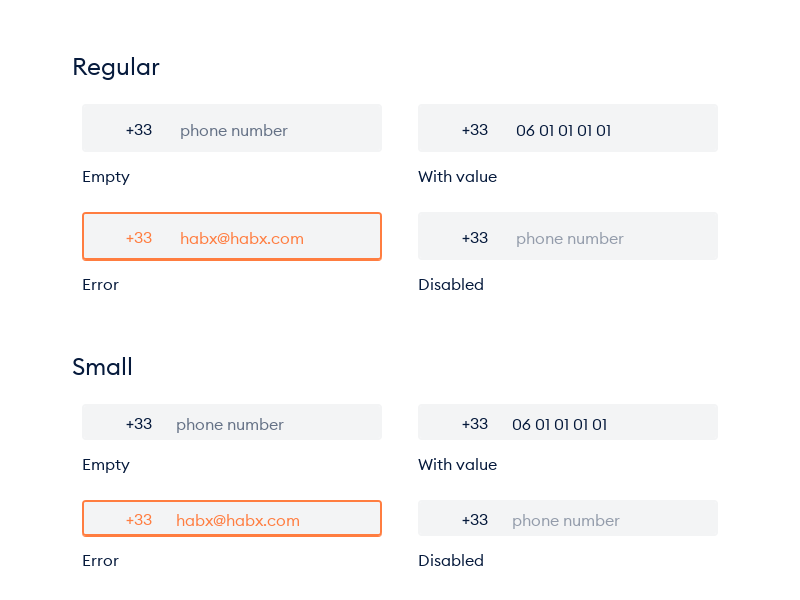 Regular
+33 phone number
+33 06 01 01 01 01
Empty
With value
+33 habx@habx.com
+33 phone number
Error
Disabled
Small
+33 phone number
+33 06 01 01 01 01
Empty
With value
+33 habx@habx.com
+33 phone number
Error
Disabled